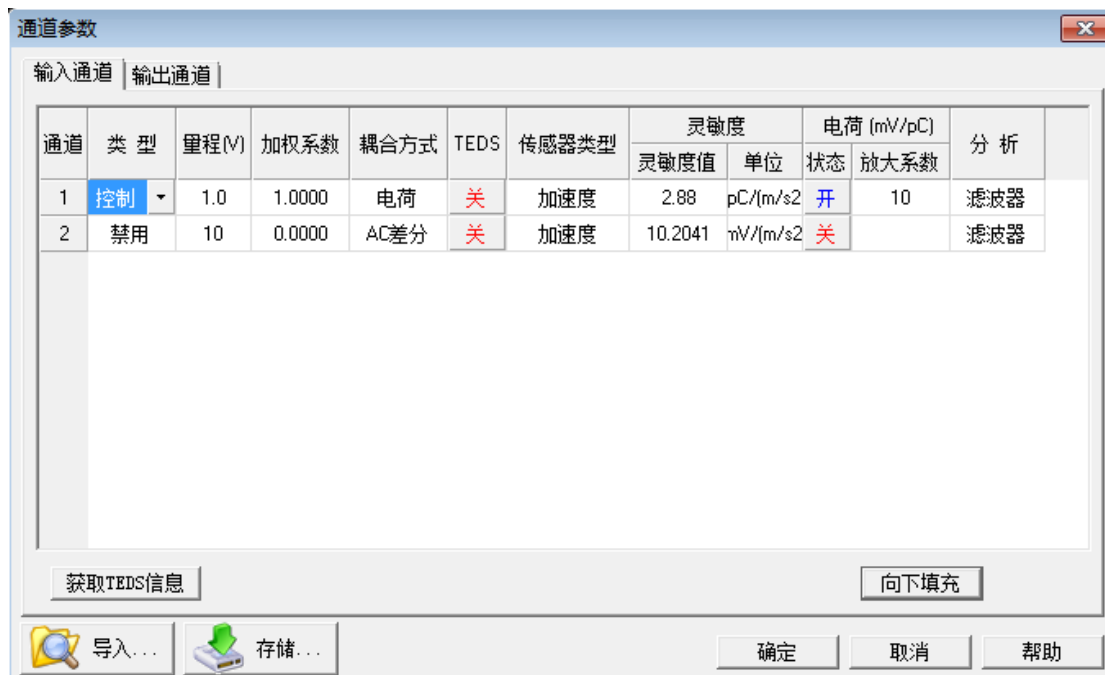 通道参数
输入通道 输出通道
通道 类 型 量程(V) 加权系数 耦合方式 TEDS 传感器类型 灵敏度 电荷 (mV/pC) 分 析
灵敏度值 单位 状态 放大系数
1 控制 1.0 1.0000 电荷 关 加速度 2.88 pC/(m/s2 开 10 滤波器
2 禁用 10 0.0000 AC差分 关 加速度 10.2041 mV/(m/s2 关 滤波器
获取TEDS信息 向下填充
导入... 存储... 确定 取消 帮助